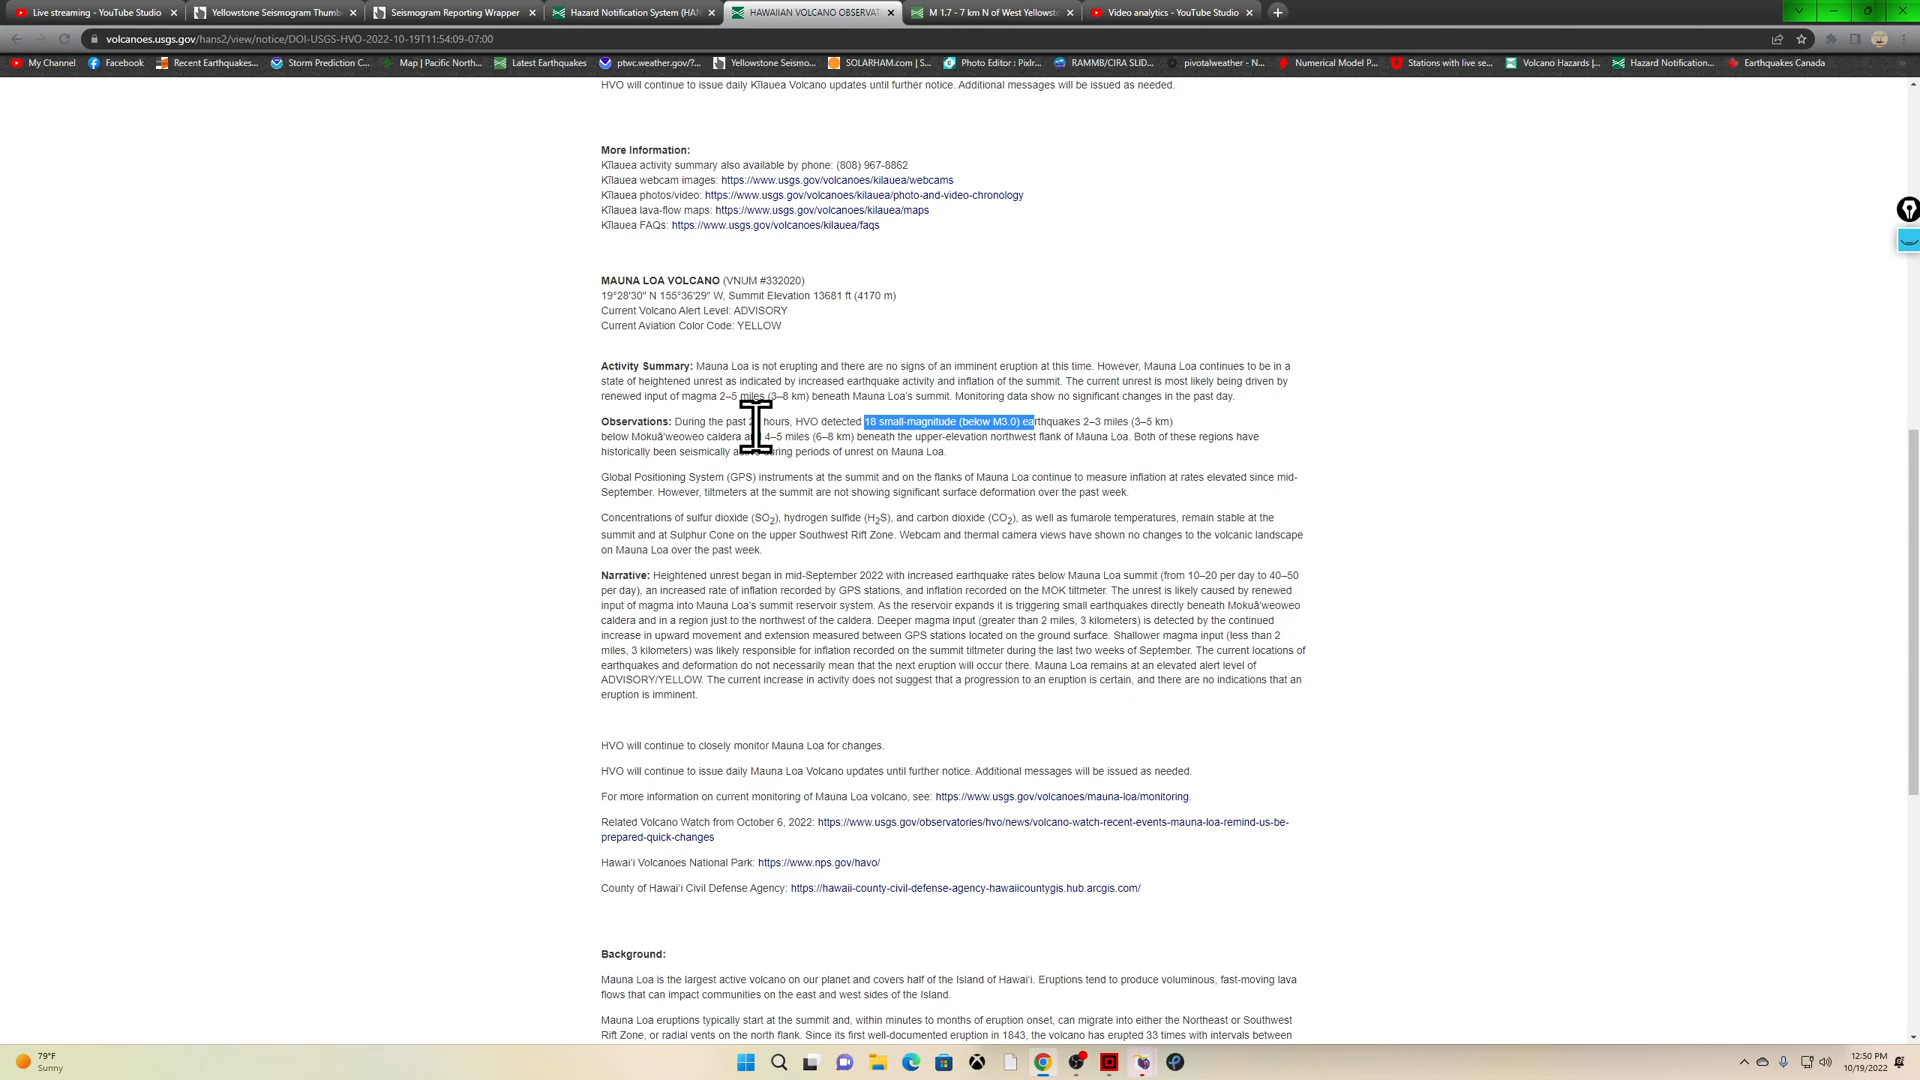 Live streaming - YouTube Studio
Yellowstone Seismogram Thumb
Seismogram Reporting Wrapper
Hazard Notification System (HAN
HAWAIIAN VOLCANO OBSERVAT
M 1.7 - 7 km N of West Yellowst
Video analytics - YouTube Studio
volcanoes.usgs.gov/hans2/view/notice/DOI-USGS-HVO-2022-10-19T11:54:09-07:00
My Channel
Facebook
Recent Earthquakes...
Storm Prediction C...
Map | Pacific North...
Latest Earthquakes
ptwc.weather.gov/?...
Yellowstone Seismo...
SOLARHAM.com | S...
Photo Editor : Pixlr...
RAMMB/CIRA SLID...
pivotalweather - N...
Numerical Model P...
Stations with live se...
Volcano Hazards |...
Hazard Notification...
Earthquakes Canada
HVO will continue to issue daily Kīlauea Volcano updates until further notice. Additional messages will be issued as needed.
More Information:
Kīlauea activity summary also available by phone: (808) 967-8862
Kīlauea webcam images: https://www.usgs.gov/volcanoes/kilauea/webcams
Kīlauea photos/video: https://www.usgs.gov/volcanoes/kilauea/photo-and-video-chronology
Kīlauea lava-flow maps: https://www.usgs.gov/volcanoes/kilauea/maps
Kīlauea FAQs: https://www.usgs.gov/volcanoes/kilauea/faqs
MAUNA LOA VOLCANO (VNUM #332020)
19°28'30" N 155°36'29" W, Summit Elevation 13681 ft (4170 m)
Current Volcano Alert Level: ADVISORY
Current Aviation Color Code: YELLOW
Activity Summary: Mauna Loa is not erupting and there are no signs of an imminent eruption at this time. However, Mauna Loa continues to be in a
state of heightened unrest as indicated by increased earthquake activity and inflation of the summit. The current unrest is most likely being driven by
renewed input of magma 2–5 miles (3–8 km) beneath Mauna Loa's summit. Monitoring data show no significant changes in the past day.
Observations: During the past hours, HVO detected 18 small-magnitude (below M3.0) earthquakes 2–3 miles (3–5 km)
below Mokuāʻweoweo caldera and 4–5 miles (6–8 km) beneath the upper-elevation northwest flank of Mauna Loa. Both of these regions have
historically been seismically active during periods of unrest on Mauna Loa.
Global Positioning System (GPS) instruments at the summit and on the flanks of Mauna Loa continue to measure inflation at rates elevated since mid-
September. However, tiltmeters at the summit are not showing significant surface deformation over the past week.
Concentrations of sulfur dioxide (SO2), hydrogen sulfide (H2S), and carbon dioxide (CO2), as well as fumarole temperatures, remain stable at the
summit and at Sulphur Cone on the upper Southwest Rift Zone. Webcam and thermal camera views have shown no changes to the volcanic landscape
on Mauna Loa over the past week.
Narrative: Heightened unrest began in mid-September 2022 with increased earthquake rates below Mauna Loa summit (from 10–20 per day to 40–50
per day), an increased rate of inflation recorded by GPS stations, and inflation recorded on the MOK tiltmeter. The unrest is likely caused by renewed
input of magma into Mauna Loa's summit reservoir system. As the reservoir expands it is triggering small earthquakes directly beneath Mokuāʻweoweo
caldera and in a region just to the northwest of the caldera. Deeper magma input (greater than 2 miles, 3 kilometers) is detected by the continued
increase in upward movement and extension measured between GPS stations located on the ground surface. Shallower magma input (less than 2
miles, 3 kilometers) was likely responsible for inflation recorded on the summit tiltmeter during the last two weeks of September. The current locations of
earthquakes and deformation do not necessarily mean that the next eruption will occur there. Mauna Loa remains at an elevated alert level of
ADVISORY/YELLOW. The current increase in activity does not suggest that a progression to an eruption is certain, and there are no indications that an
eruption is imminent.
HVO will continue to closely monitor Mauna Loa for changes.
HVO will continue to issue daily Mauna Loa Volcano updates until further notice. Additional messages will be issued as needed.
For more information on current monitoring of Mauna Loa volcano, see: https://www.usgs.gov/volcanoes/mauna-loa/monitoring.
Related Volcano Watch from October 6, 2022: https://www.usgs.gov/observatories/hvo/news/volcano-watch-recent-events-mauna-loa-remind-us-be-
prepared-quick-changes
Hawaiʻi Volcanoes National Park: https://www.nps.gov/havo/
County of Hawaiʻi Civil Defense Agency: https://hawaii-county-civil-defense-agency-hawaiicountygis.hub.arcgis.com/
Background:
Mauna Loa is the largest active volcano on our planet and covers half of the Island of Hawaiʻi. Eruptions tend to produce voluminous, fast-moving lava
flows that can impact communities on the east and west sides of the Island.
Mauna Loa eruptions typically start at the summit and, within minutes to months of eruption onset, can migrate into either the Northeast or Southwest
Rift Zone, or radial vents on the north flank. Since its first well-documented eruption in 1843, the volcano has erupted 33 times with intervals between
79°F
Sunny
12:50 PM
10/19/2022